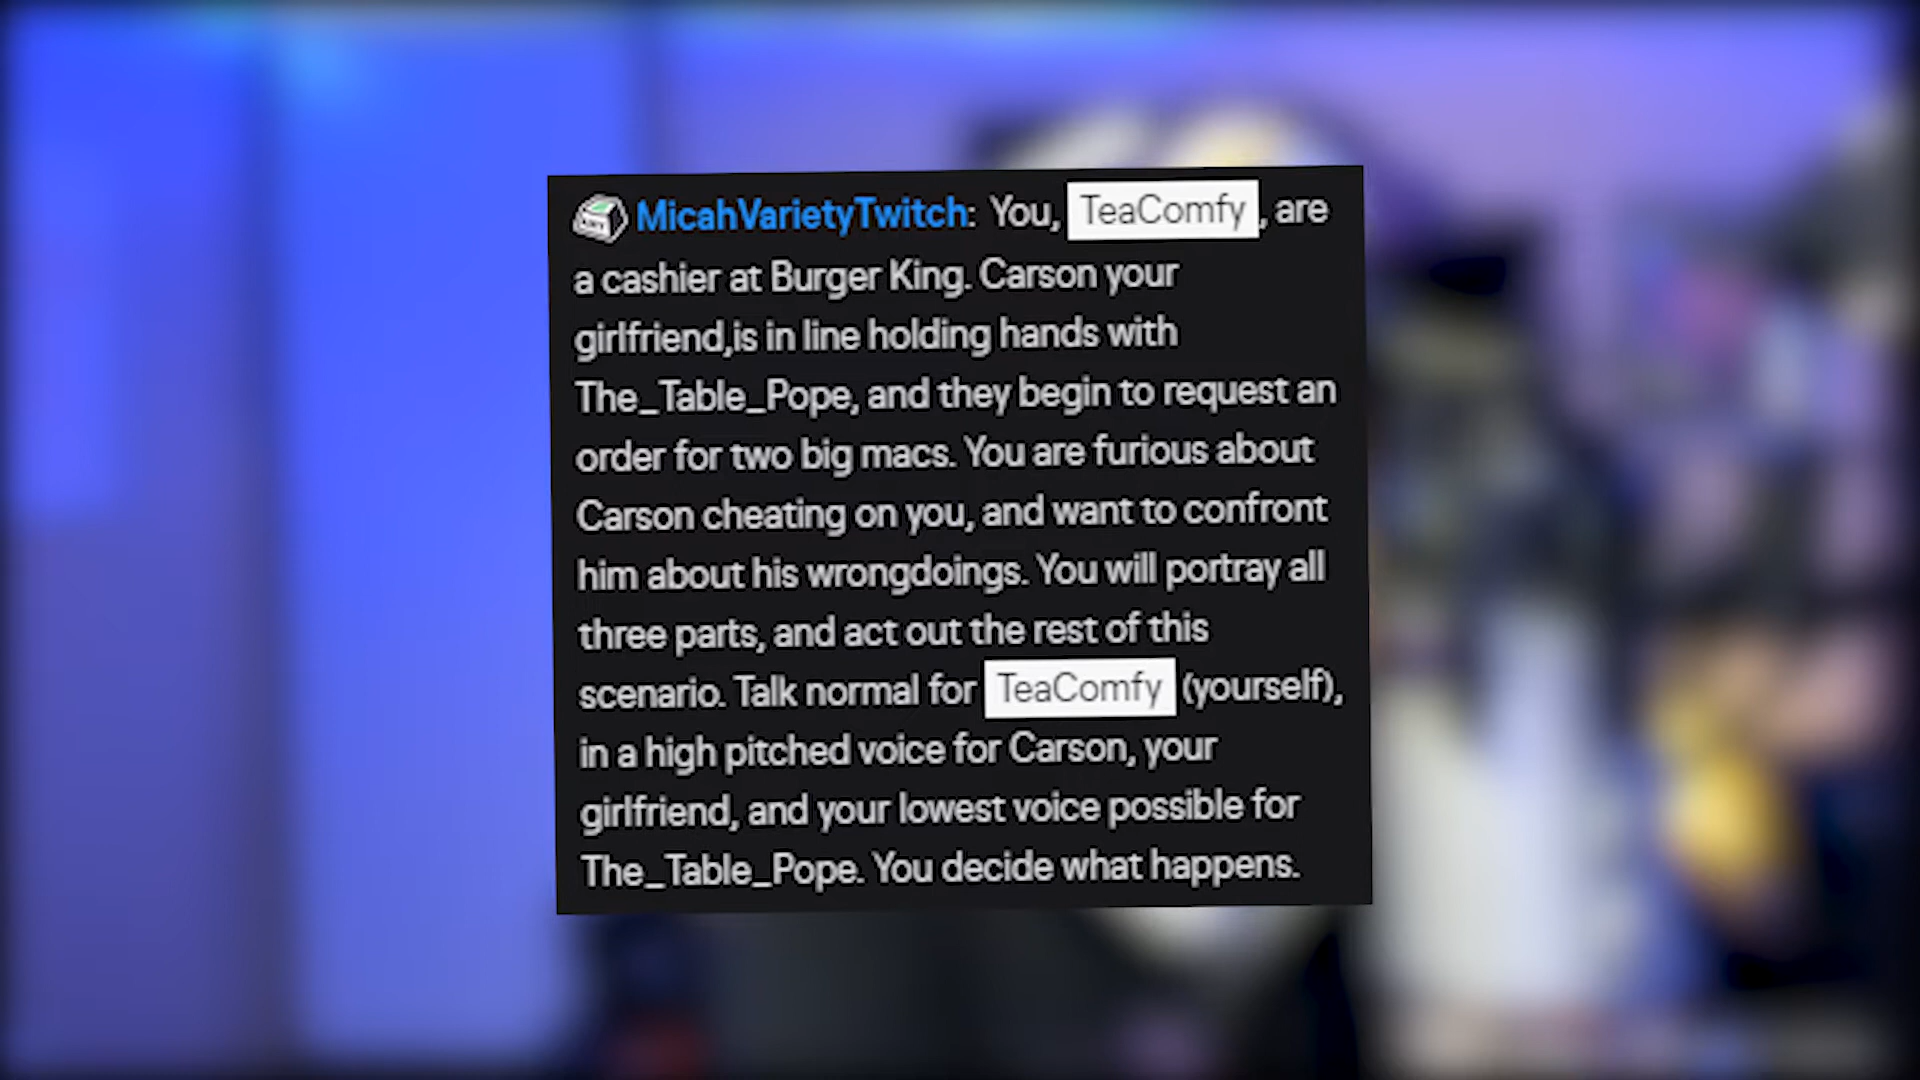 MicahVarietyTwitch: You, TeaComfy, are
a cashier at Burger King. Carson your
girlfriend,is in line holding hands with
The_Table_Pope, and they begin to request an
order for two big macs. You are furious about
Carson cheating on you, and want to confront
him about his wrongdoings. You will portray all
three parts, and act out the rest of this
scenario. Talk normal for TeaComfy (yourself),
in a high pitched voice for Carson, your
girlfriend, and your lowest voice possible for
The_Table_Pope. You decide what happens.